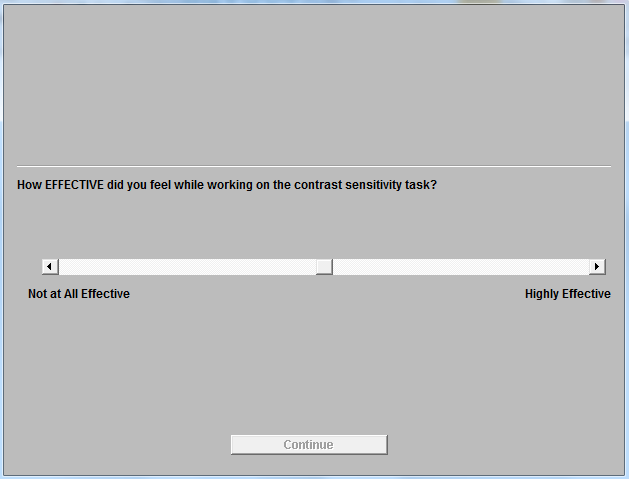 How EFFECTIVE did you feel while working on the contrast sensitivity task?
Not at All Effective
Highly Effective
Continue